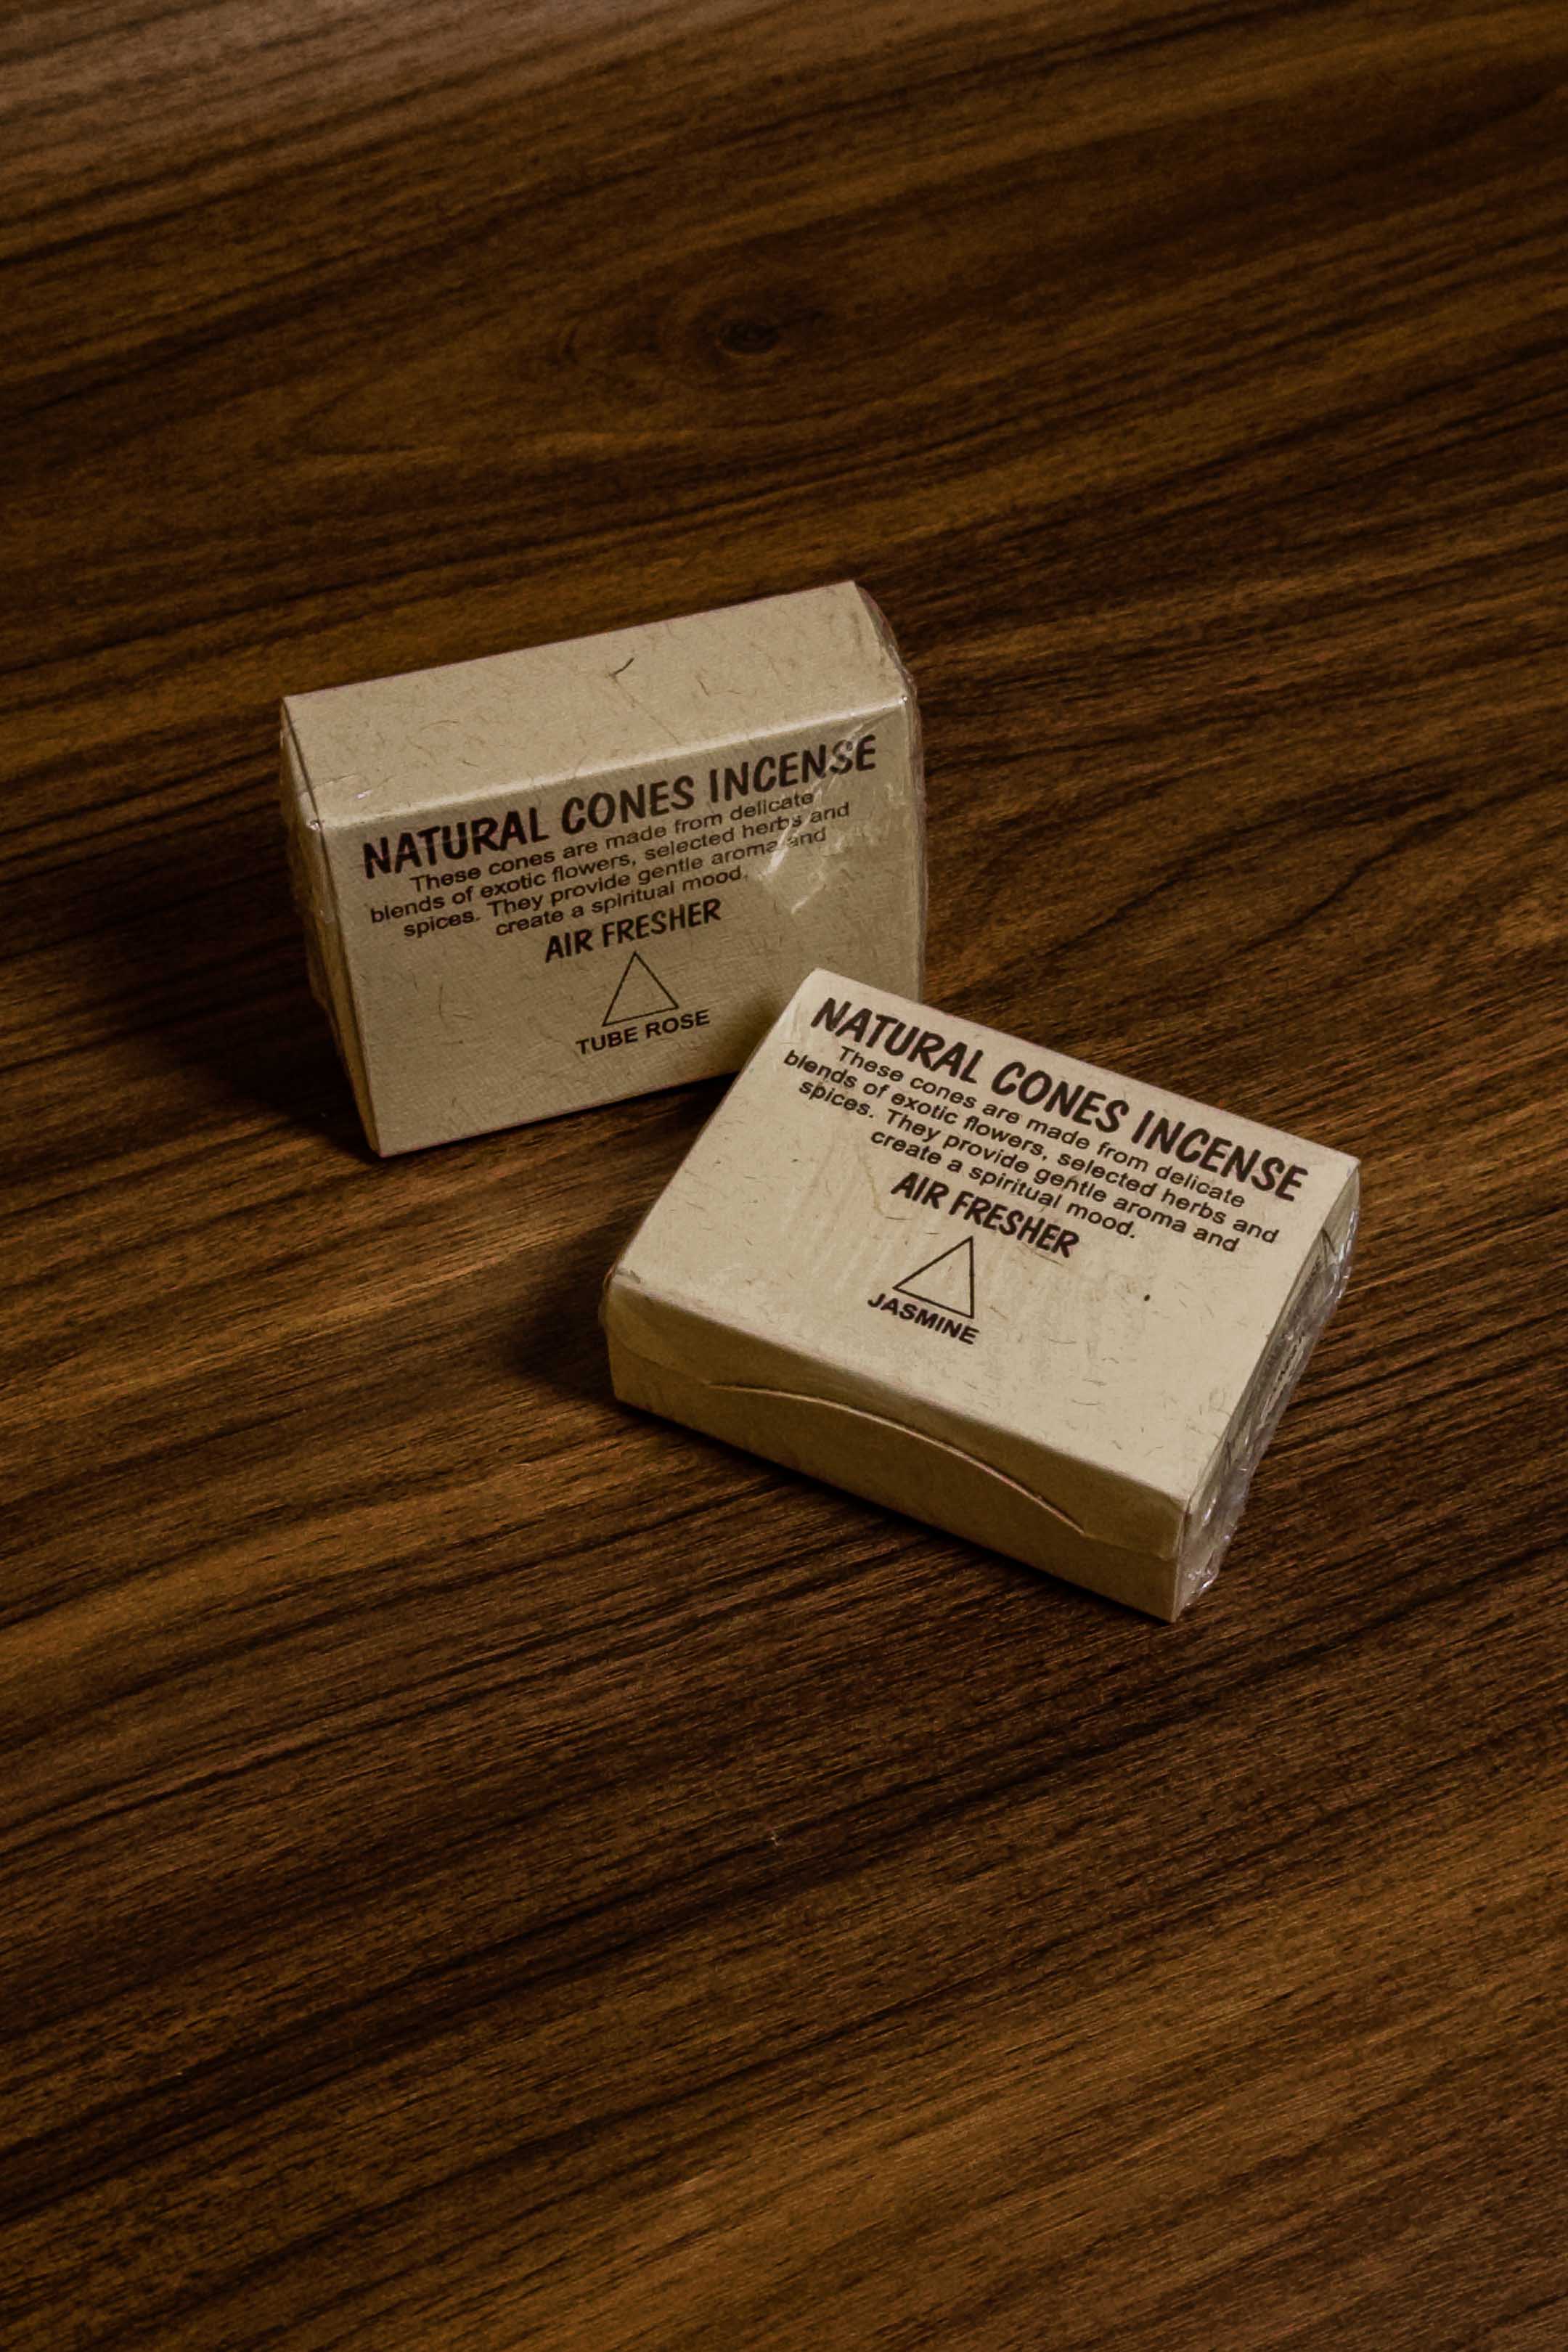 NATURAL CONES INCENSE
These cones are made from delicate
blends of exotic flowers, selected herbs and
spices. They provide gentle aroma and
create a spiritual mood.
AIR FRESHER
TUBE ROSE
NATURAL CONES INCENSE
These cones are made from delicate
blends of exotic flowers, selected herbs and
spices. They provide gentle aroma and
create a spiritual mood.
AIR FRESHER
JASMINE